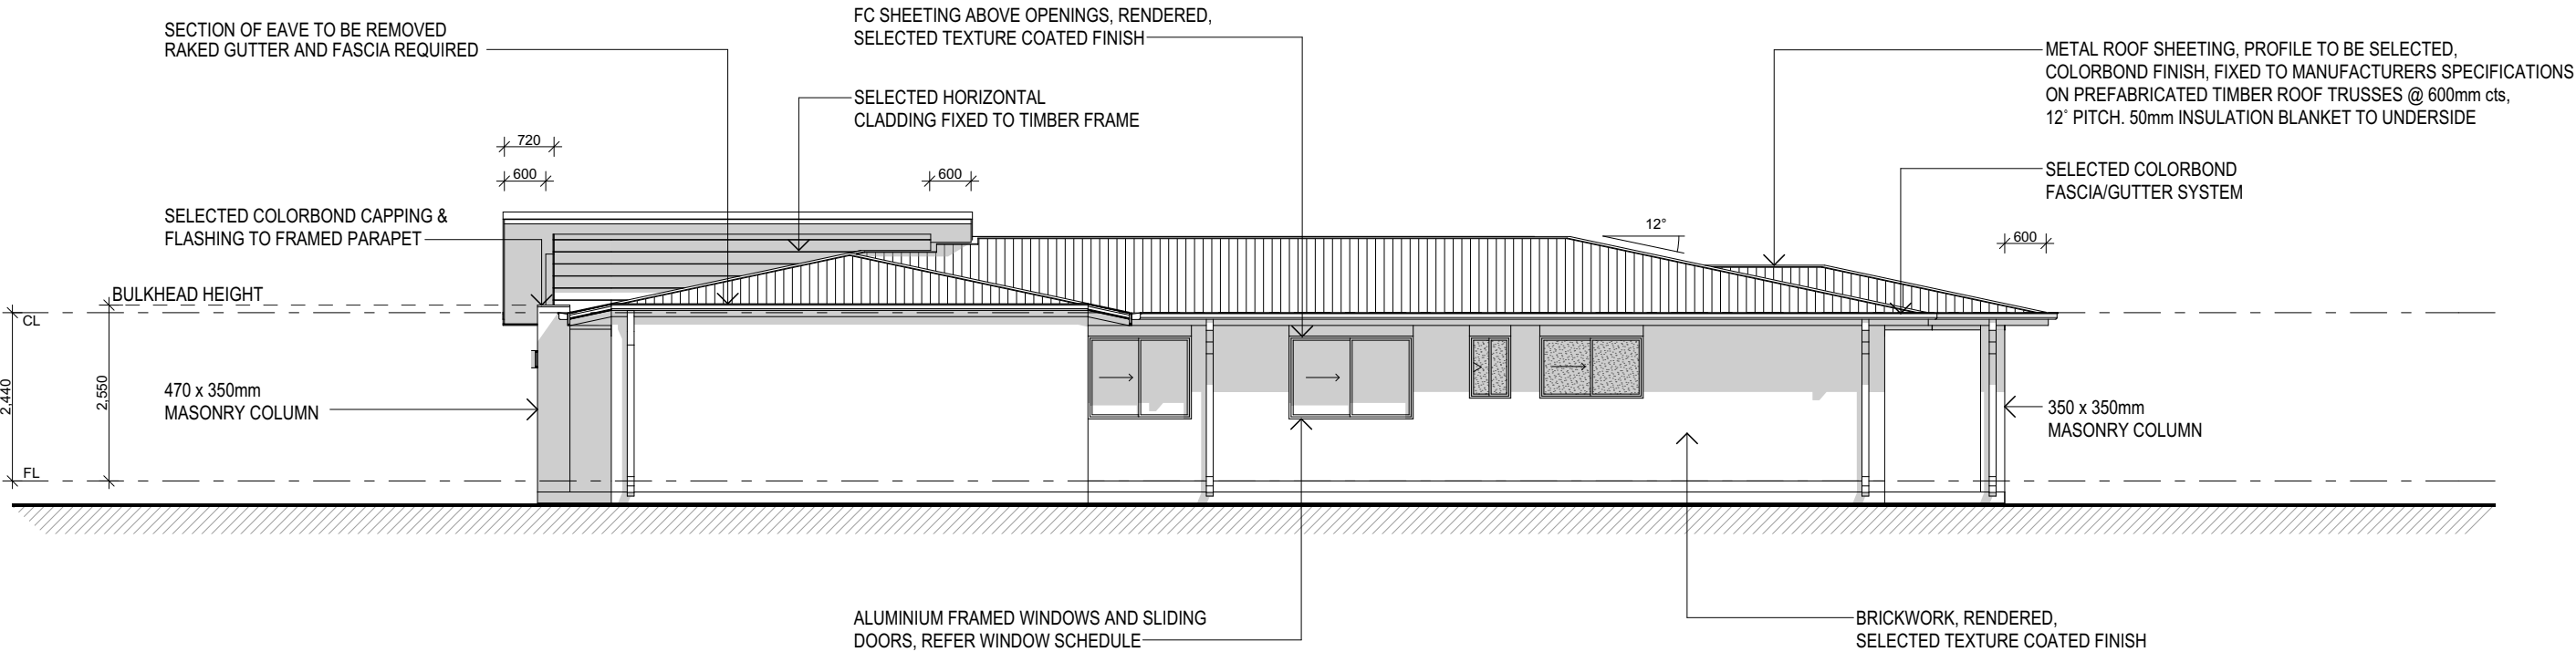 SECTION OF EAVE TO BE REMOVED
RAKED GUTTER AND FASCIA REQUIRED
FC SHEETING ABOVE OPENINGS, RENDERED,
SELECTED TEXTURE COATED FINISH
METAL ROOF SHEETING, PROFILE TO BE SELECTED,
COLORBOND FINISH, FIXED TO MANUFACTURERS SPECIFICATIONS
ON PREFABRICATED TIMBER ROOF TRUSSES @ 600mm cts,
12° PITCH. 50mm INSULATION BLANKET TO UNDERSIDE
SELECTED HORIZONTAL
CLADDING FIXED TO TIMBER FRAME
720
600
600
SELECTED COLORBOND
FASCIA/GUTTER SYSTEM
SELECTED COLORBOND CAPPING &
FLASHING TO FRAMED PARAPET
12°
600
BULKHEAD HEIGHT
CL
2,440
2,550
470 x 350mm
MASONRY COLUMN
350 x 350mm
MASONRY COLUMN
FL
ALUMINIUM FRAMED WINDOWS AND SLIDING
DOORS, REFER WINDOW SCHEDULE
BRICKWORK, RENDERED,
SELECTED TEXTURE COATED FINISH